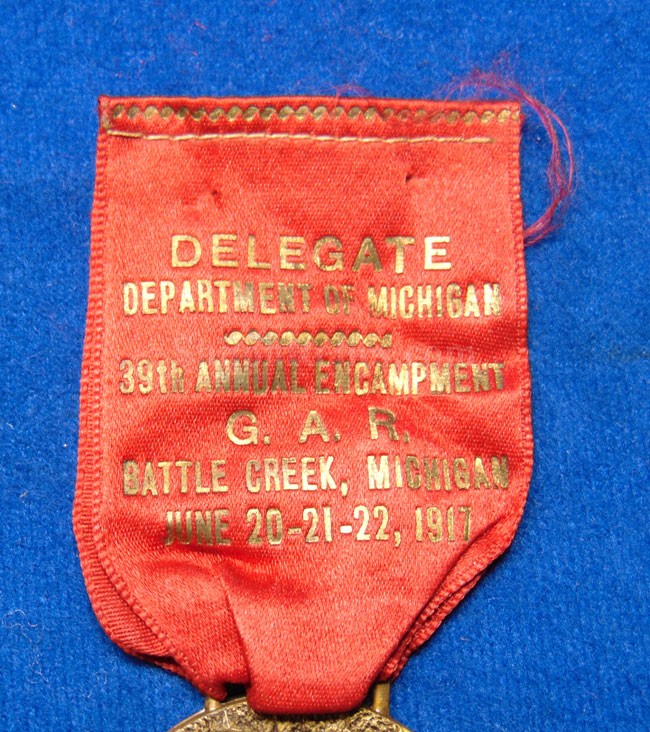 DELEGATE
DEPARTMENT OF MICHIGAN
39th ANNUAL ENCAMPMENT
G. A. R.
BATTLE CREEK, MICHIGAN
JUNE 20-21-22, 1917